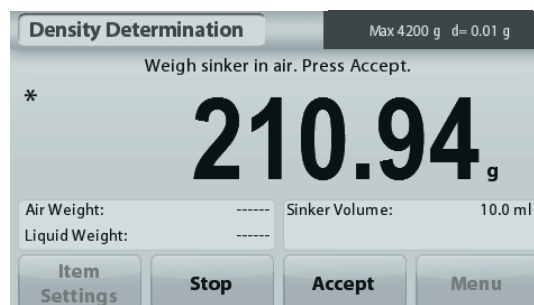 Density Determination
Max 4200 g d= 0.01 g
Weigh sinker in air. Press Accept.
*
210.94 g
Air Weight: ------
Sinker Volume: 10.0 ml
Liquid Weight: ------
Item Settings
Stop
Accept
Menu